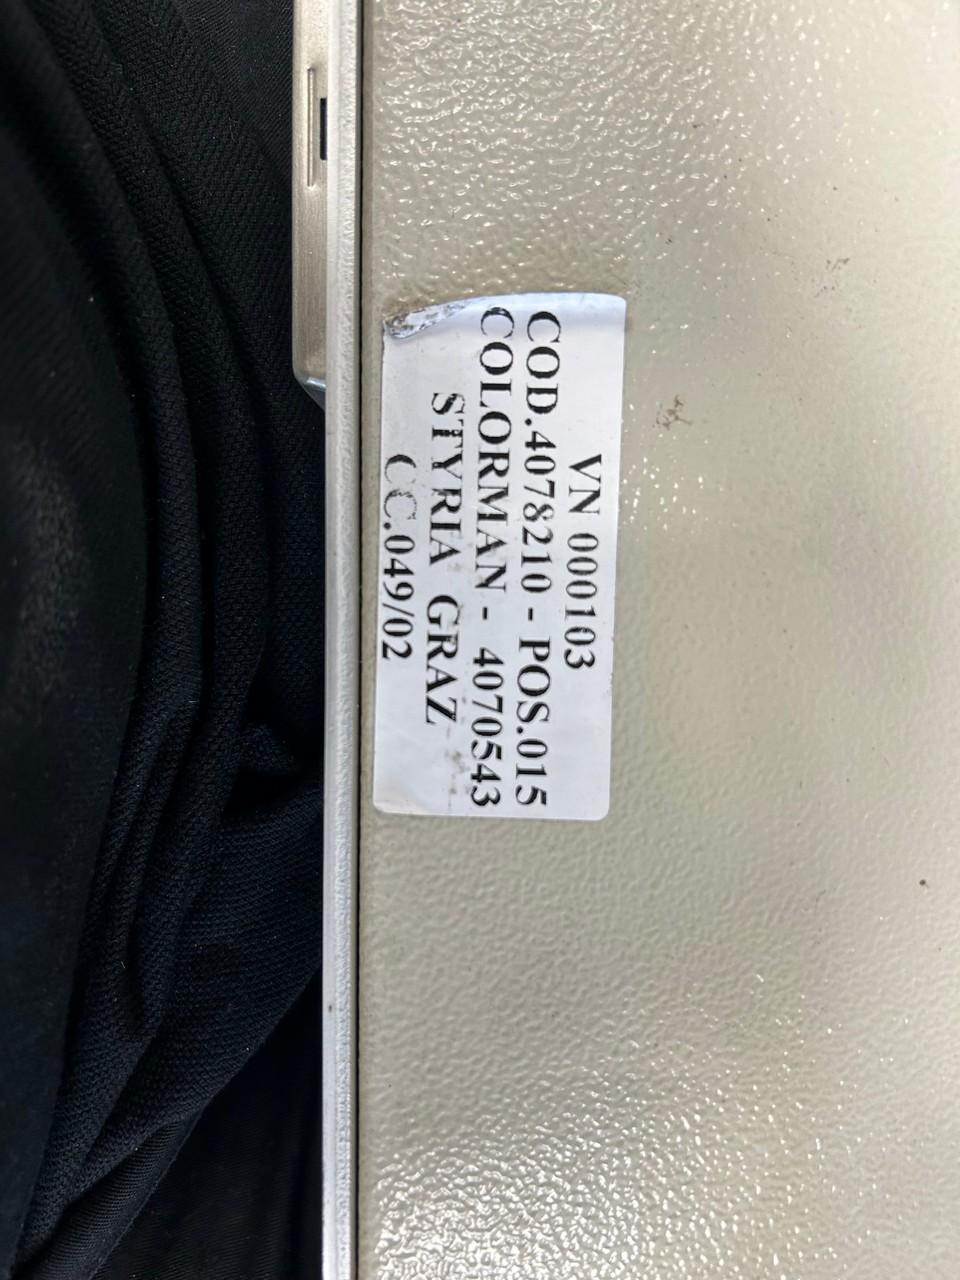 VN 000103
COD.4078210 - POS.015
COLORMAN - 4070543
STYRIA GRAZ
CC.049/02